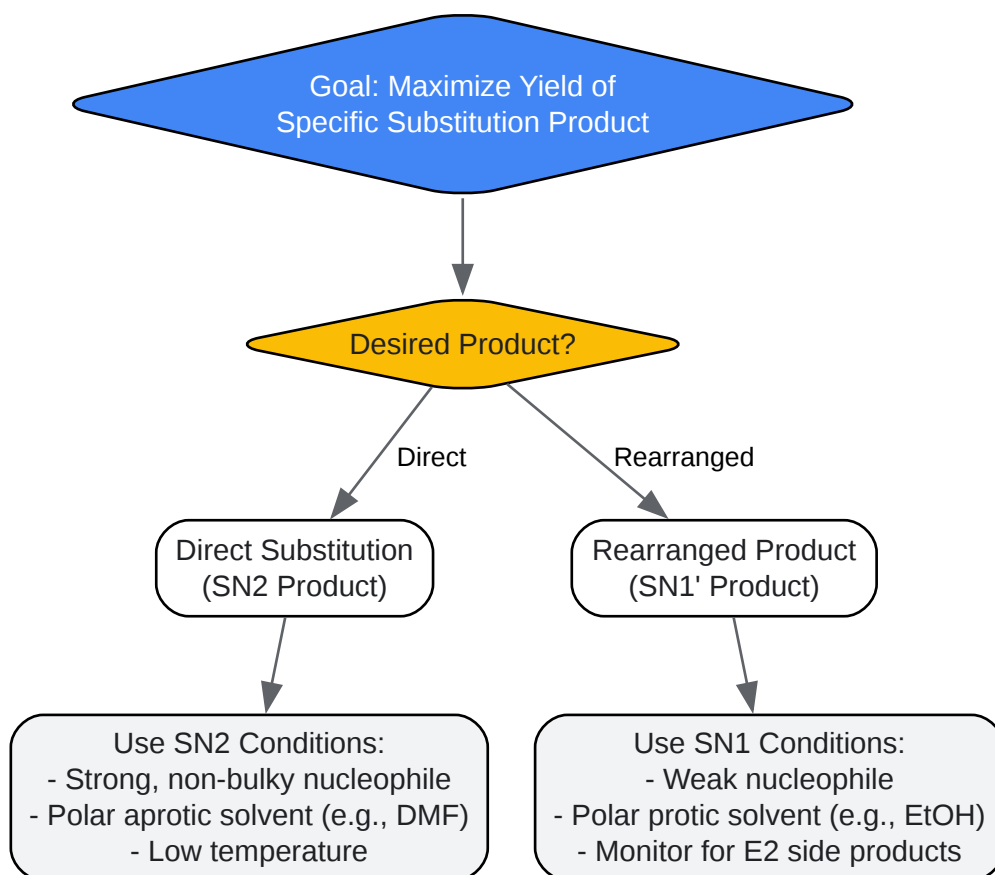 Goal: Maximize Yield of
Specific Substitution Product
Desired Product?
Direct
Rearranged
Direct Substitution
(SN2 Product)
Rearranged Product
(SN1' Product)
Use SN2 Conditions:
- Strong, non-bulky nucleophile
- Polar aprotic solvent (e.g., DMF)
- Low temperature
Use SN1 Conditions:
- Weak nucleophile
- Polar protic solvent (e.g., EtOH)
- Monitor for E2 side products